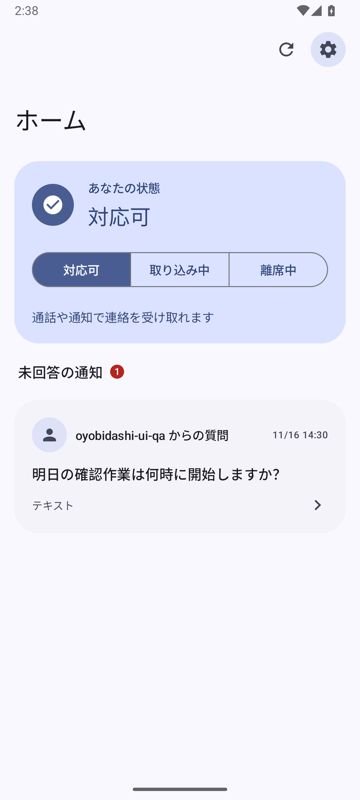 2:38
ホーム
あなたの状態
対応可
対応可 取り込み中 離席中
通話や通知で連絡を受け取れます
未回答の通知 1
oyobidashi-ui-qa からの質問 11/16 14:30
明日の確認作業は何時に開始しますか?
テキスト